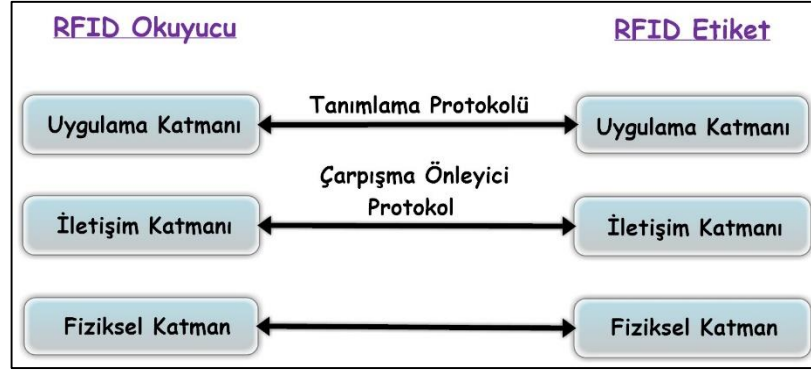 RFID Okuyucu
RFID Etiket
Uygulama Katmanı
Tanımlama Protokolü
Uygulama Katmanı
Çarpışma Önleyici
Protokol
İletişim Katmanı
İletişim Katmanı
Fiziksel Katman
Fiziksel Katman